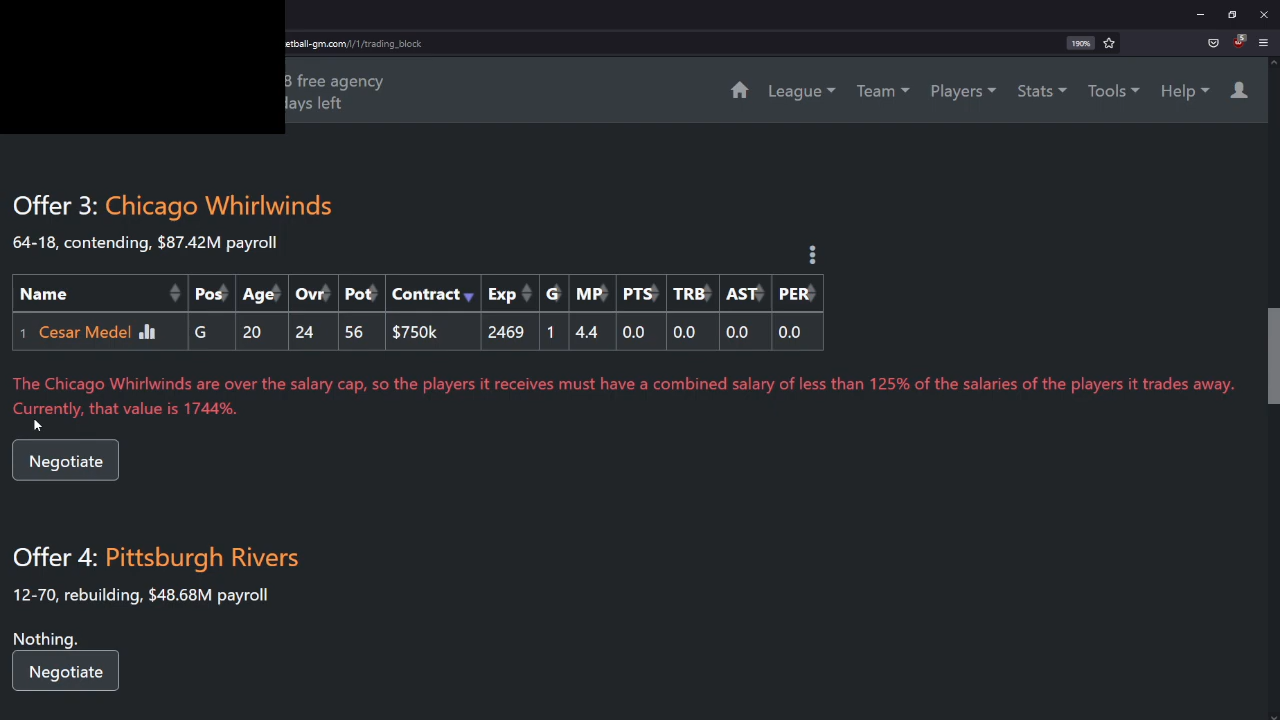 etball-gm.com/l/1/trading_block
190%
5
8 free agency
days left
League
Team
Players
Stats
Tools
Help
Offer 3: Chicago Whirlwinds
64-18, contending, $87.42M payroll
Name Pos Age Ovr Pot Contract Exp G MP PTS TRB AST PER
1 Cesar Medel G 20 24 56 $750k 2469 1 4.4 0.0 0.0 0.0 0.0
The Chicago Whirlwinds are over the salary cap, so the players it receives must have a combined salary of less than 125% of the salaries of the players it trades away.
Currently, that value is 1744%.
Negotiate
Offer 4: Pittsburgh Rivers
12-70, rebuilding, $48.68M payroll
Nothing.
Negotiate